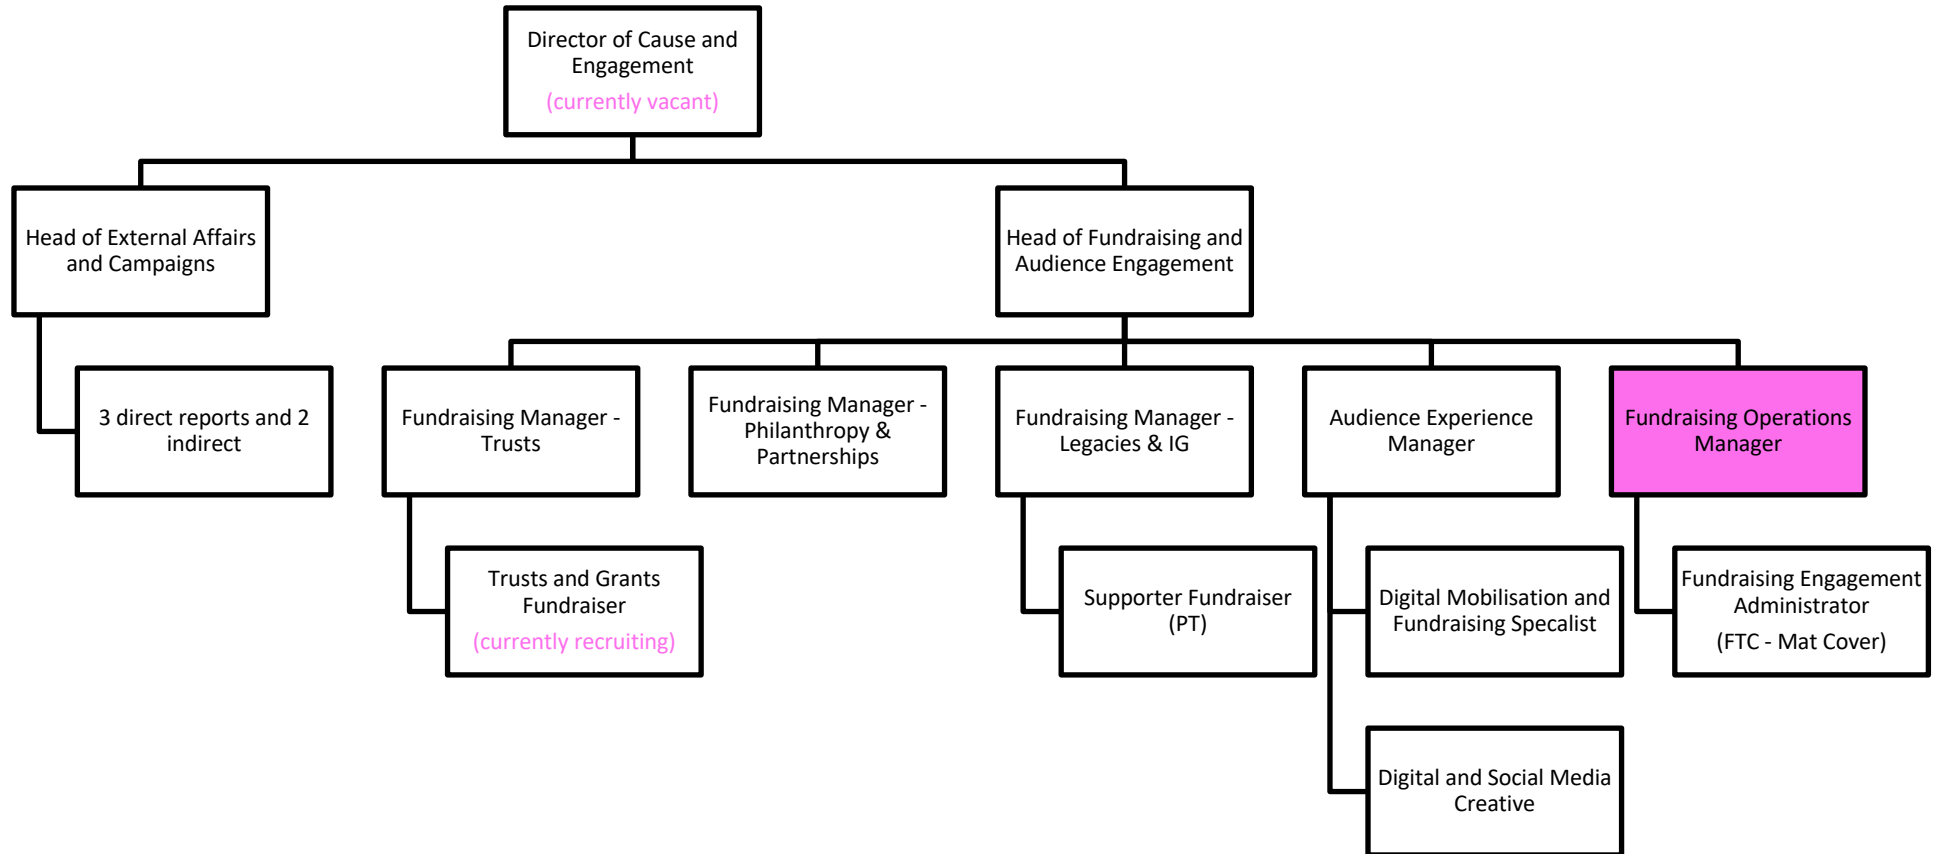 Director of Cause and
Engagement
(currently vacant)
Head of External Affairs
and Campaigns
Head of Fundraising and
Audience Engagement
3 direct reports and 2
indirect
Fundraising Manager -
Trusts
Fundraising Manager -
Philanthropy &
Partnerships
Fundraising Manager -
Legacies & IG
Audience Experience
Manager
Fundraising Operations
Manager
Trusts and Grants
Fundraiser
(currently recruiting)
Supporter Fundraiser
(PT)
Digital Mobilisation and
Fundraising Specalist
Fundraising Engagement
Administrator
(FTC - Mat Cover)
Digital and Social Media
Creative